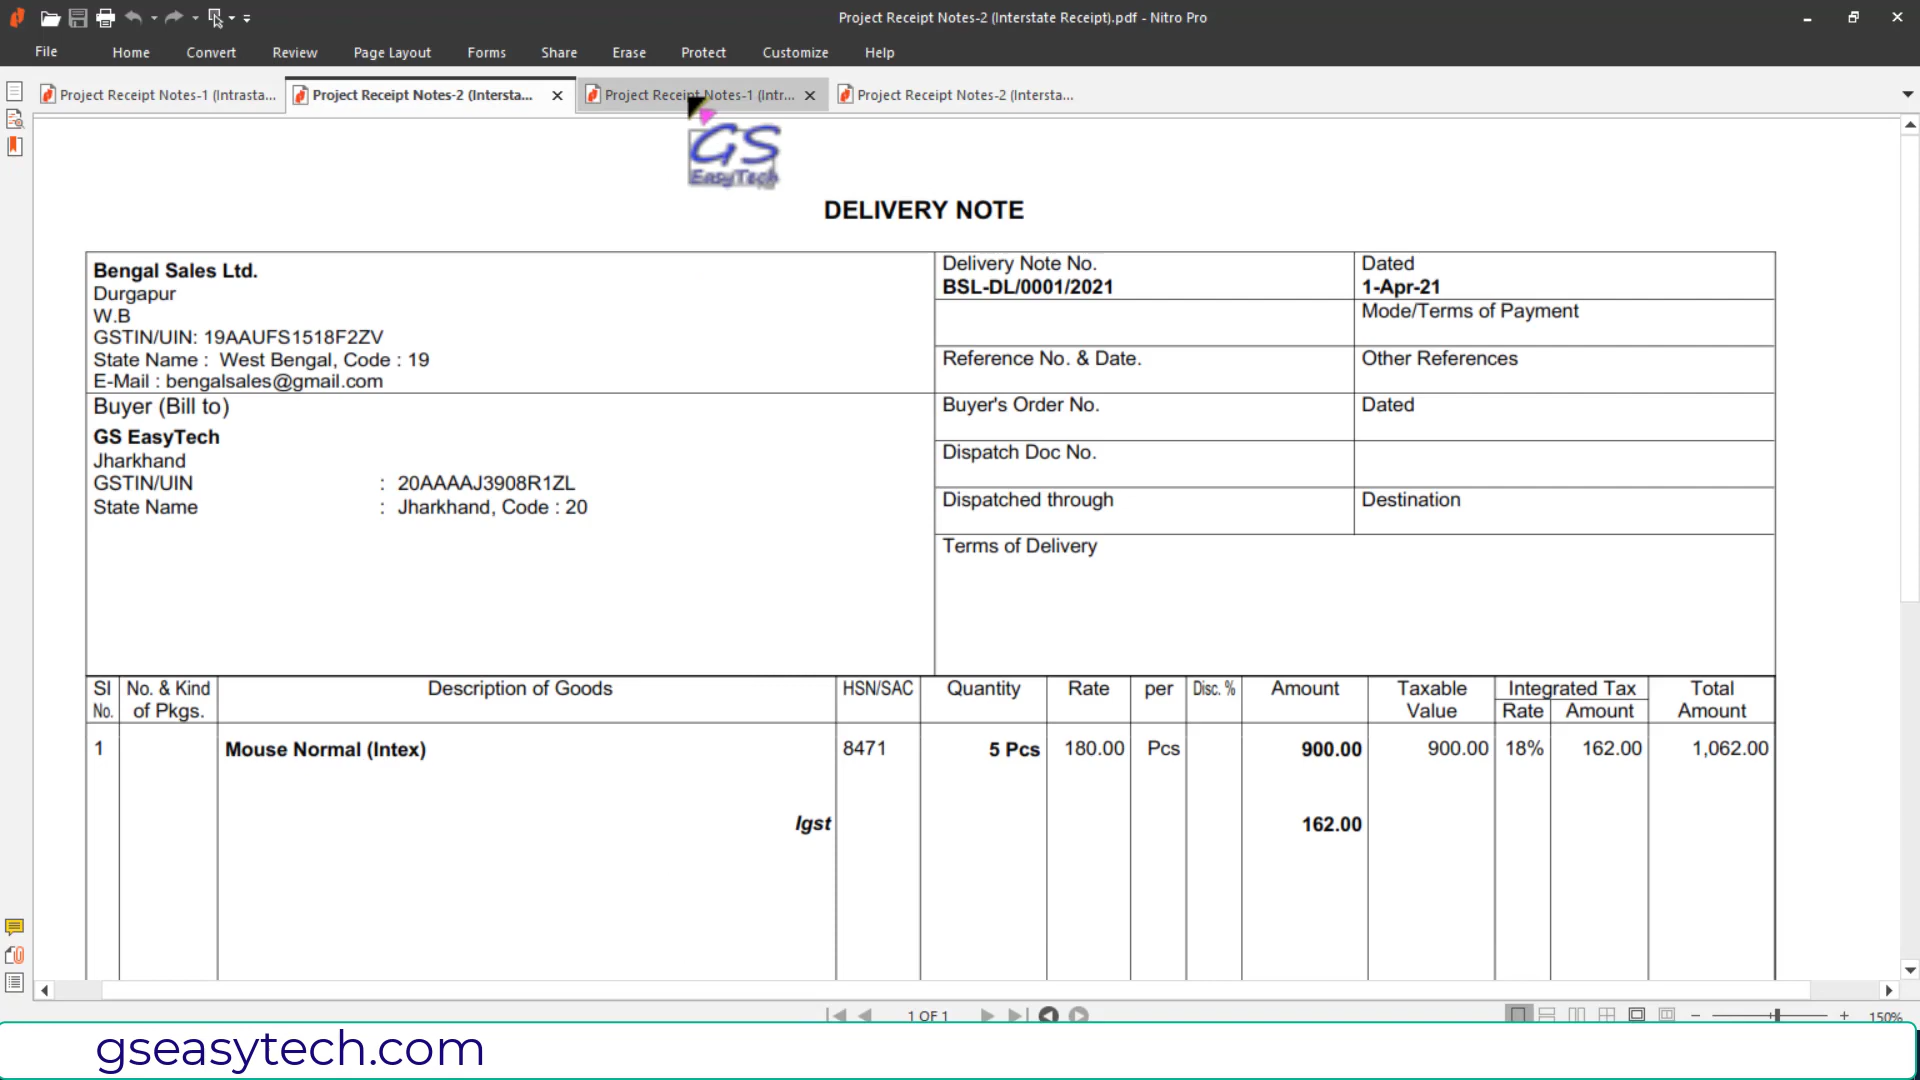 Project Receipt Notes-2 (Interstate Receipt).pdf - Nitro Pro
File Home Convert Review Page Layout Forms Share Erase Protect Customize Help
Project Receipt Notes-1 (Intrasta... Project Receipt Notes-2 (Intersta... Project Receipt Notes-1 (Intr... Project Receipt Notes-2 (Intersta...
GS
EasyTech
DELIVERY NOTE
Bengal Sales Ltd.
Durgapur
W.B
GSTIN/UIN: 19AAUFS1518F2ZV
State Name : West Bengal, Code : 19
E-Mail : bengalsales@gmail.com
Buyer (Bill to)
GS EasyTech
Jharkhand
GSTIN/UIN : 20AAAAJ3908R1ZL
State Name : Jharkhand, Code : 20
Delivery Note No. Dated
BSL-DL/0001/2021 1-Apr-21
Mode/Terms of Payment
Reference No. & Date. Other References
Buyer's Order No. Dated
Dispatch Doc No.
Dispatched through Destination
Terms of Delivery
Sl No. & Kind Description of Goods HSN/SAC Quantity Rate per Disc. % Amount Taxable Integrated Tax Total
No. of Pkgs. Value Rate Amount Amount
1 Mouse Normal (Intex) 8471 5 Pcs 180.00 Pcs 900.00 900.00 18% 162.00 1,062.00
Igst 162.00
1 OF 1 150%
gseasytech.com